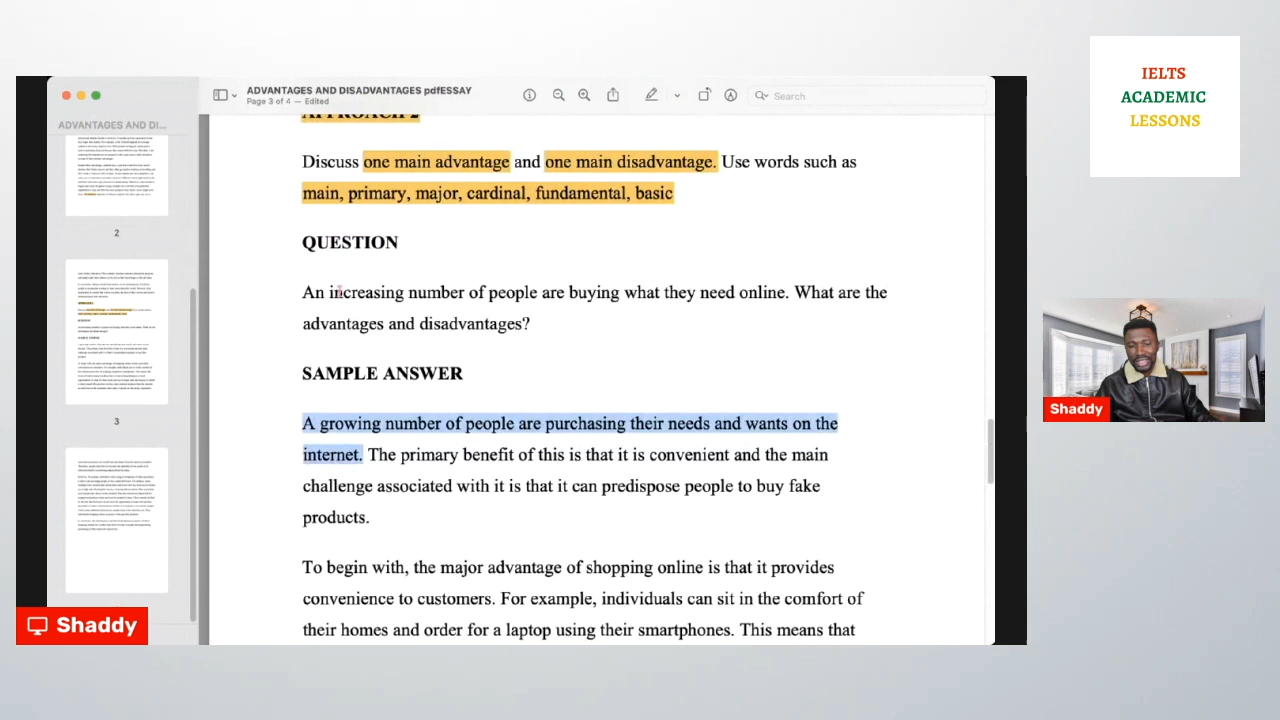 IELTS
ACADEMIC
LESSONS
ADVANTAGES AND DISADVANTAGES pdfESSAY
Page 3 of 4 — Edited
Search
ADVANTAGES AND DI...
2
3
APPROACH 2
Discuss one main advantage and one main disadvantage. Use words such as
main, primary, major, cardinal, fundamental, basic
QUESTION
An increasing number of people are buying what they need online. What are the
advantages and disadvantages?
SAMPLE ANSWER
A growing number of people are purchasing their needs and wants on the
internet. The primary benefit of this is that it is convenient and the main
challenge associated with it is that it can predispose people to buy fake
products.
To begin with, the major advantage of shopping online is that it provides
convenience to customers. For example, individuals can sit in the comfort of
their homes and order for a laptop using their smartphones. This means that
Shaddy
Shaddy